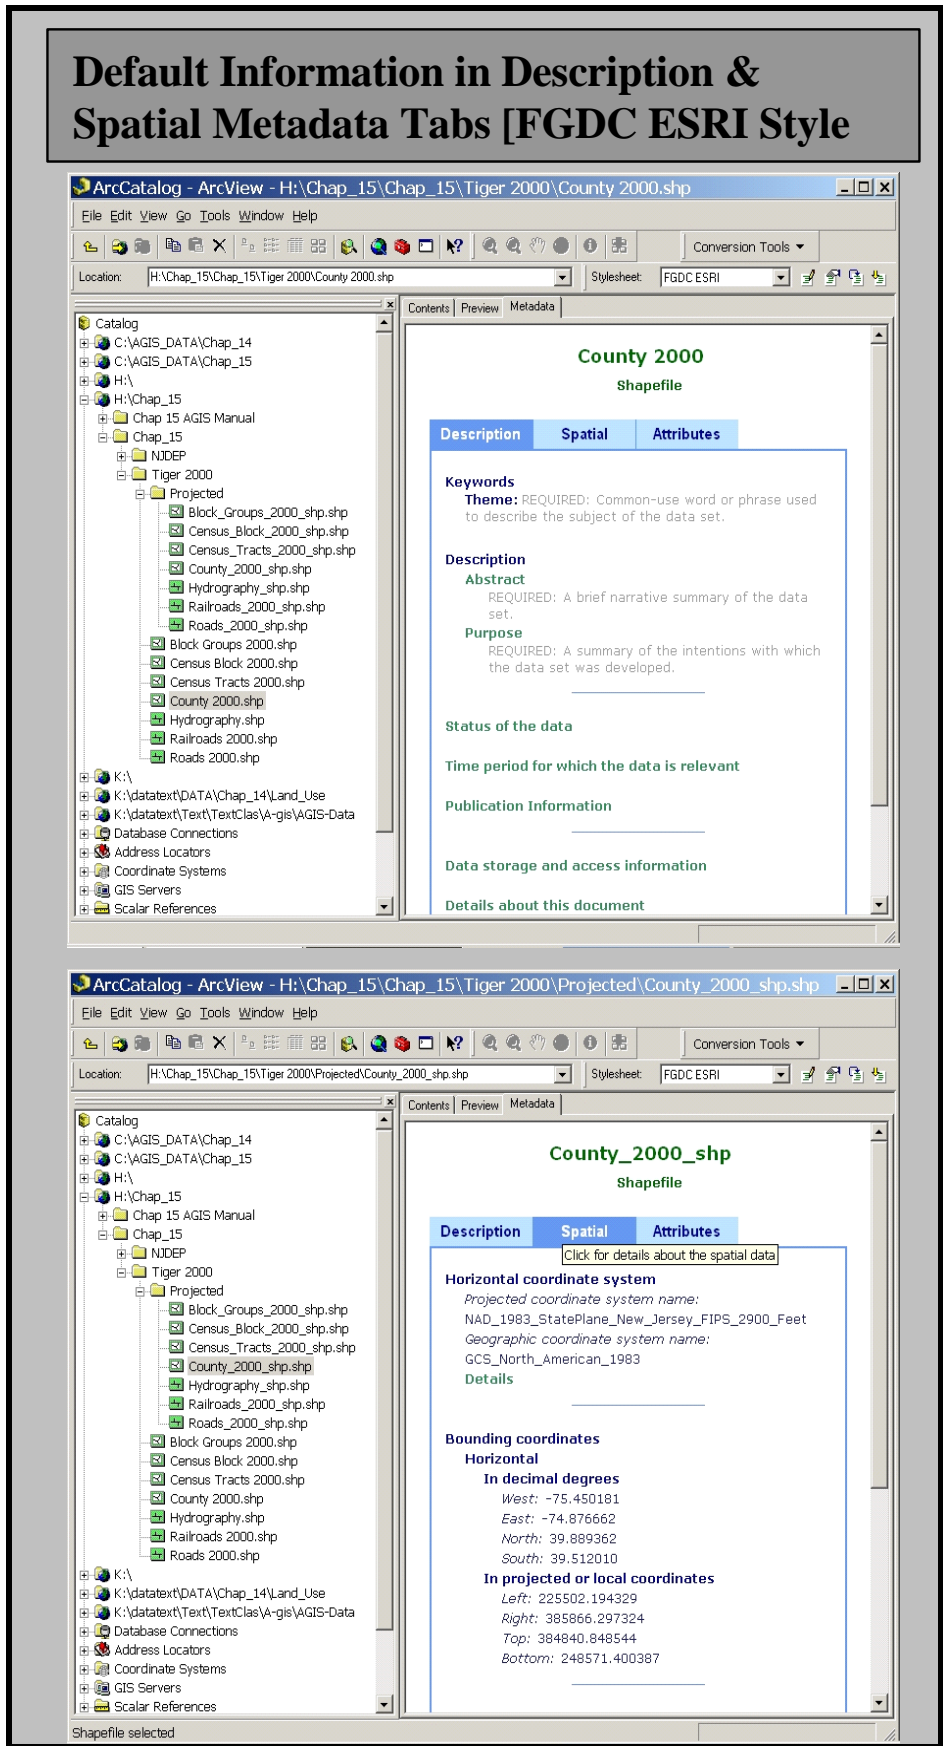 Default Information in Description &
Spatial Metadata Tabs [FGDC ESRI Style
ArcCatalog - ArcView - H:\Chap_15\Chap_15\Tiger 2000\County 2000.shp
File Edit View Go Tools Window Help
Conversion Tools
Location: H:\Chap_15\Chap_15\Tiger 2000\County 2000.shp Stylesheet: FGDC ESRI
Contents Preview Metadata
Catalog
C:\AGIS_DATA\Chap_14
C:\AGIS_DATA\Chap_15
H:\
H:\Chap_15
Chap 15 AGIS Manual
Chap_15
NJDEP
Tiger 2000
Projected
Block_Groups_2000_shp.shp
Census_Block_2000_shp.shp
Census_Tracts_2000_shp.shp
County_2000_shp.shp
Hydrography_shp.shp
Railroads_2000_shp.shp
Roads_2000_shp.shp
Block Groups 2000.shp
Census Block 2000.shp
Census Tracts 2000.shp
County 2000.shp
Hydrography.shp
Railroads 2000.shp
Roads 2000.shp
K:\
K:\datatext\DATA\Chap_14\Land_Use
K:\datatext\Text\TextClas\A-gis\AGIS-Data
Database Connections
Address Locators
Coordinate Systems
GIS Servers
Scalar References
County 2000
Shapefile
Description Spatial Attributes
Keywords
Theme: REQUIRED: Common-use word or phrase used
to describe the subject of the data set.
Description
Abstract
REQUIRED: A brief narrative summary of the data
set.
Purpose
REQUIRED: A summary of the intentions with which
the data set was developed.
Status of the data
Time period for which the data is relevant
Publication Information
Data storage and access information
Details about this document
ArcCatalog - ArcView - H:\Chap_15\Chap_15\Tiger 2000\Projected\County_2000_shp.shp
File Edit View Go Tools Window Help
Conversion Tools
Location: H:\Chap_15\Chap_15\Tiger 2000\Projected\County_2000_shp.shp Stylesheet: FGDC ESRI
Contents Preview Metadata
Catalog
C:\AGIS_DATA\Chap_14
C:\AGIS_DATA\Chap_15
H:\
H:\Chap_15
Chap 15 AGIS Manual
Chap_15
NJDEP
Tiger 2000
Projected
Block_Groups_2000_shp.shp
Census_Block_2000_shp.shp
Census_Tracts_2000_shp.shp
County_2000_shp.shp
Hydrography_shp.shp
Railroads_2000_shp.shp
Roads_2000_shp.shp
Block Groups 2000.shp
Census Block 2000.shp
Census Tracts 2000.shp
County 2000.shp
Hydrography.shp
Railroads 2000.shp
Roads 2000.shp
K:\
K:\datatext\DATA\Chap_14\Land_Use
K:\datatext\Text\TextClas\A-gis\AGIS-Data
Database Connections
Address Locators
Coordinate Systems
GIS Servers
Scalar References
County_2000_shp
Shapefile
Description Spatial Attributes
Click for details about the spatial data
Horizontal coordinate system
Projected coordinate system name:
NAD_1983_StatePlane_New_Jersey_FIPS_2900_Feet
Geographic coordinate system name:
GCS_North_American_1983
Details
Bounding coordinates
Horizontal
In decimal degrees
West: -75.450181
East: -74.876662
North: 39.889362
South: 39.512010
In projected or local coordinates
Left: 225502.194329
Right: 385866.297324
Top: 384840.848544
Bottom: 248571.400387
Shapefile selected